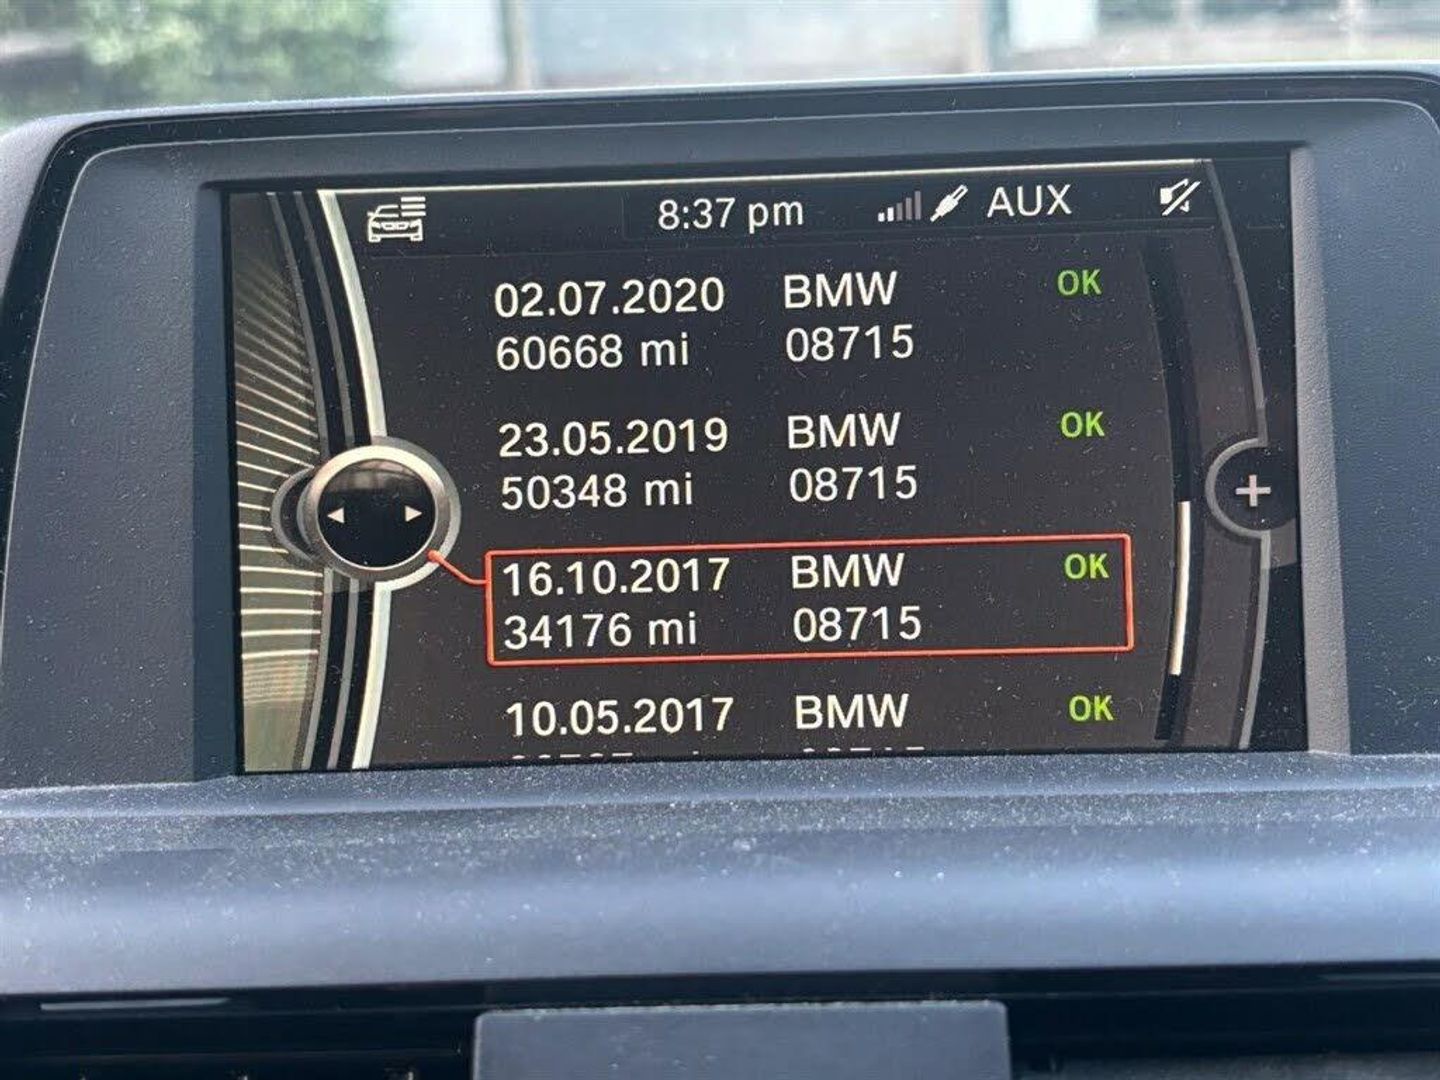 8:37 pm AUX
02.07.2020 BMW OK
60668 mi 08715
23.05.2019 BMW OK
50348 mi 08715
16.10.2017 BMW OK
34176 mi 08715
10.05.2017 BMW OK